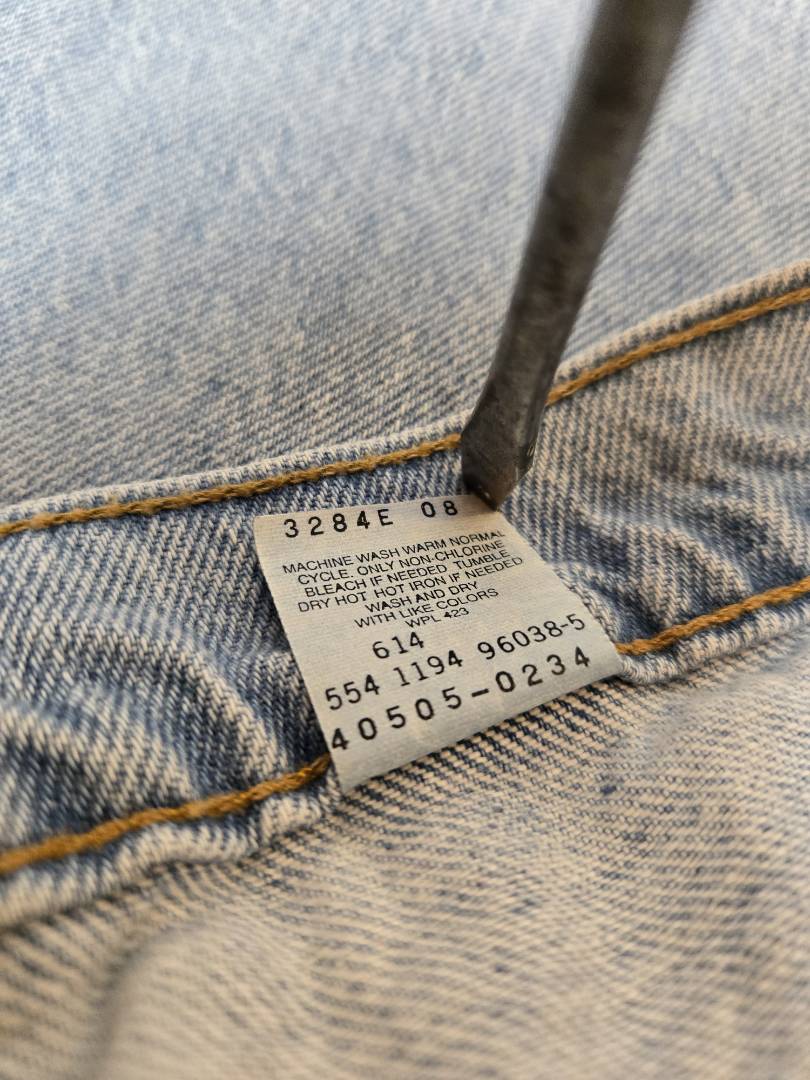 3284E 08
MACHINE WASH WARM NORMAL
CYCLE. ONLY NON-CHLORINE
BLEACH IF NEEDED TUMBLE
DRY HOT HOT IRON IF NEEDED
WASH AND DRY
WITH LIKE COLORS
WPL 423
614
554 1194 96038-5
40505-0234